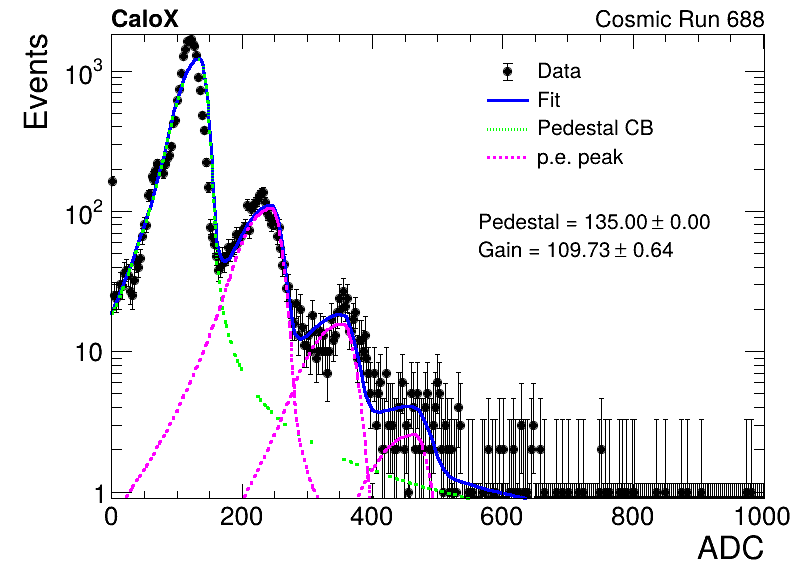 CaloX Cosmic Run 688
Events
10³
10²
10
1
Data
Fit
Pedestal CB
p.e. peak
Pedestal = 135.00 ± 0.00
Gain = 109.73 ± 0.64
0 200 400 600 800 1000
ADC